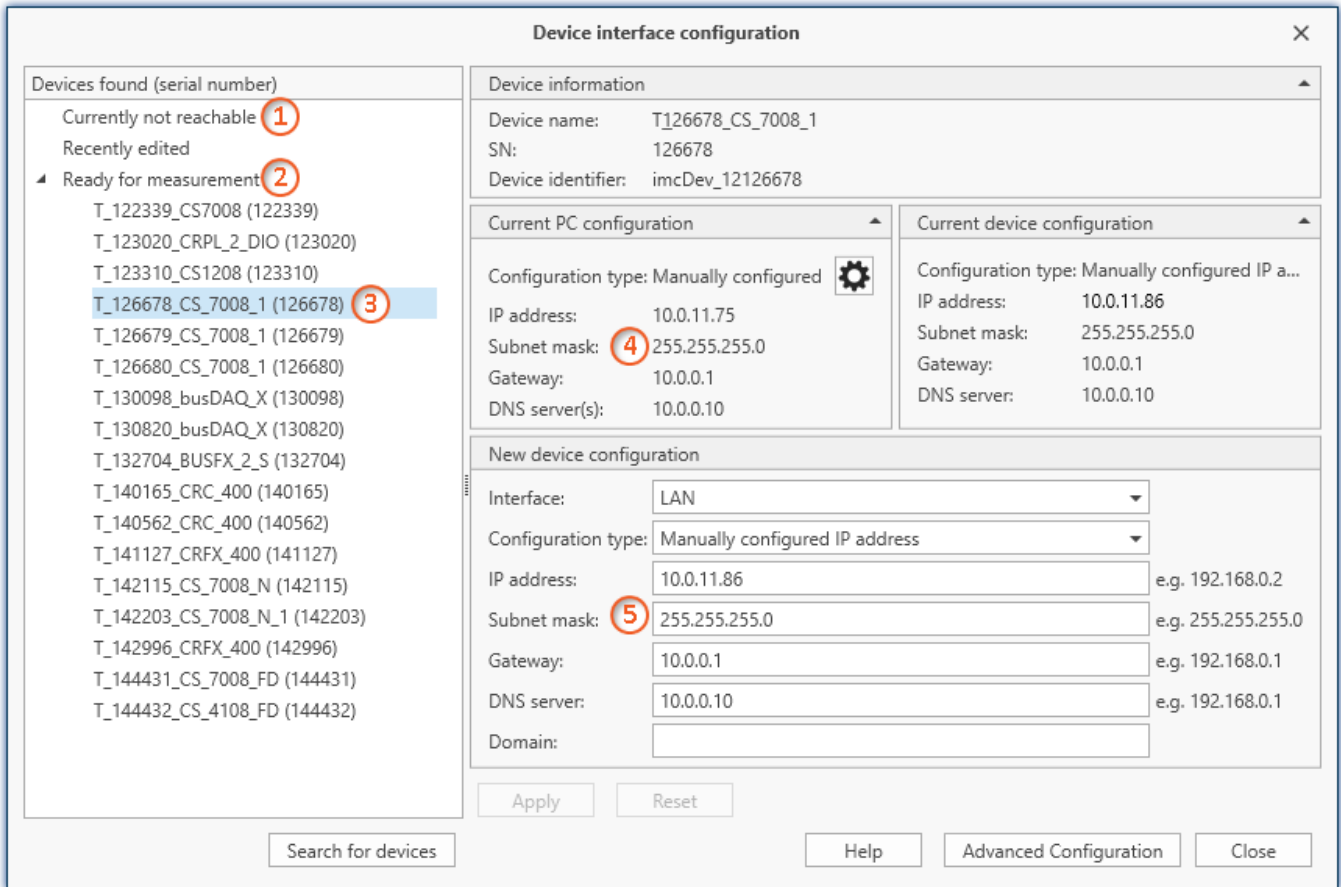 Device interface configuration
Devices found (serial number)
Currently not reachable 1
Recently edited
Ready for measurement 2
T_122339_CS7008 (122339)
T_123020_CRPL_2_DIO (123020)
T_123310_CS1208 (123310)
T_126678_CS_7008_1 (126678) 3
T_126679_CS_7008_1 (126679)
T_126680_CS_7008_1 (126680)
T_130098_busDAQ_X (130098)
T_130820_busDAQ_X (130820)
T_132704_BUSFX_2_S (132704)
T_140165_CRC_400 (140165)
T_140562_CRC_400 (140562)
T_141127_CRFX_400 (141127)
T_142115_CS_7008_N (142115)
T_142203_CS_7008_N_1 (142203)
T_142996_CRFX_400 (142996)
T_144431_CS_7008_FD (144431)
T_144432_CS_4108_FD (144432)
Search for devices
Device information
Device name: T126678_CS_7008_1
SN: 126678
Device identifier: imcDev_12126678
Current PC configuration
Configuration type: Manually configured
IP address: 10.0.11.75
Subnet mask: 4 255.255.255.0
Gateway: 10.0.0.1
DNS server(s): 10.0.0.10
Current device configuration
Configuration type: Manually configured IP a...
IP address: 10.0.11.86
Subnet mask: 255.255.255.0
Gateway: 10.0.0.1
DNS server: 10.0.0.10
New device configuration
Interface: LAN
Configuration type: Manually configured IP address
IP address: 10.0.11.86 e.g. 192.168.0.2
Subnet mask: 5 255.255.255.0 e.g. 255.255.255.0
Gateway: 10.0.0.1 e.g. 192.168.0.1
DNS server: 10.0.0.10 e.g. 192.168.0.1
Domain:
Apply Reset
Help Advanced Configuration Close